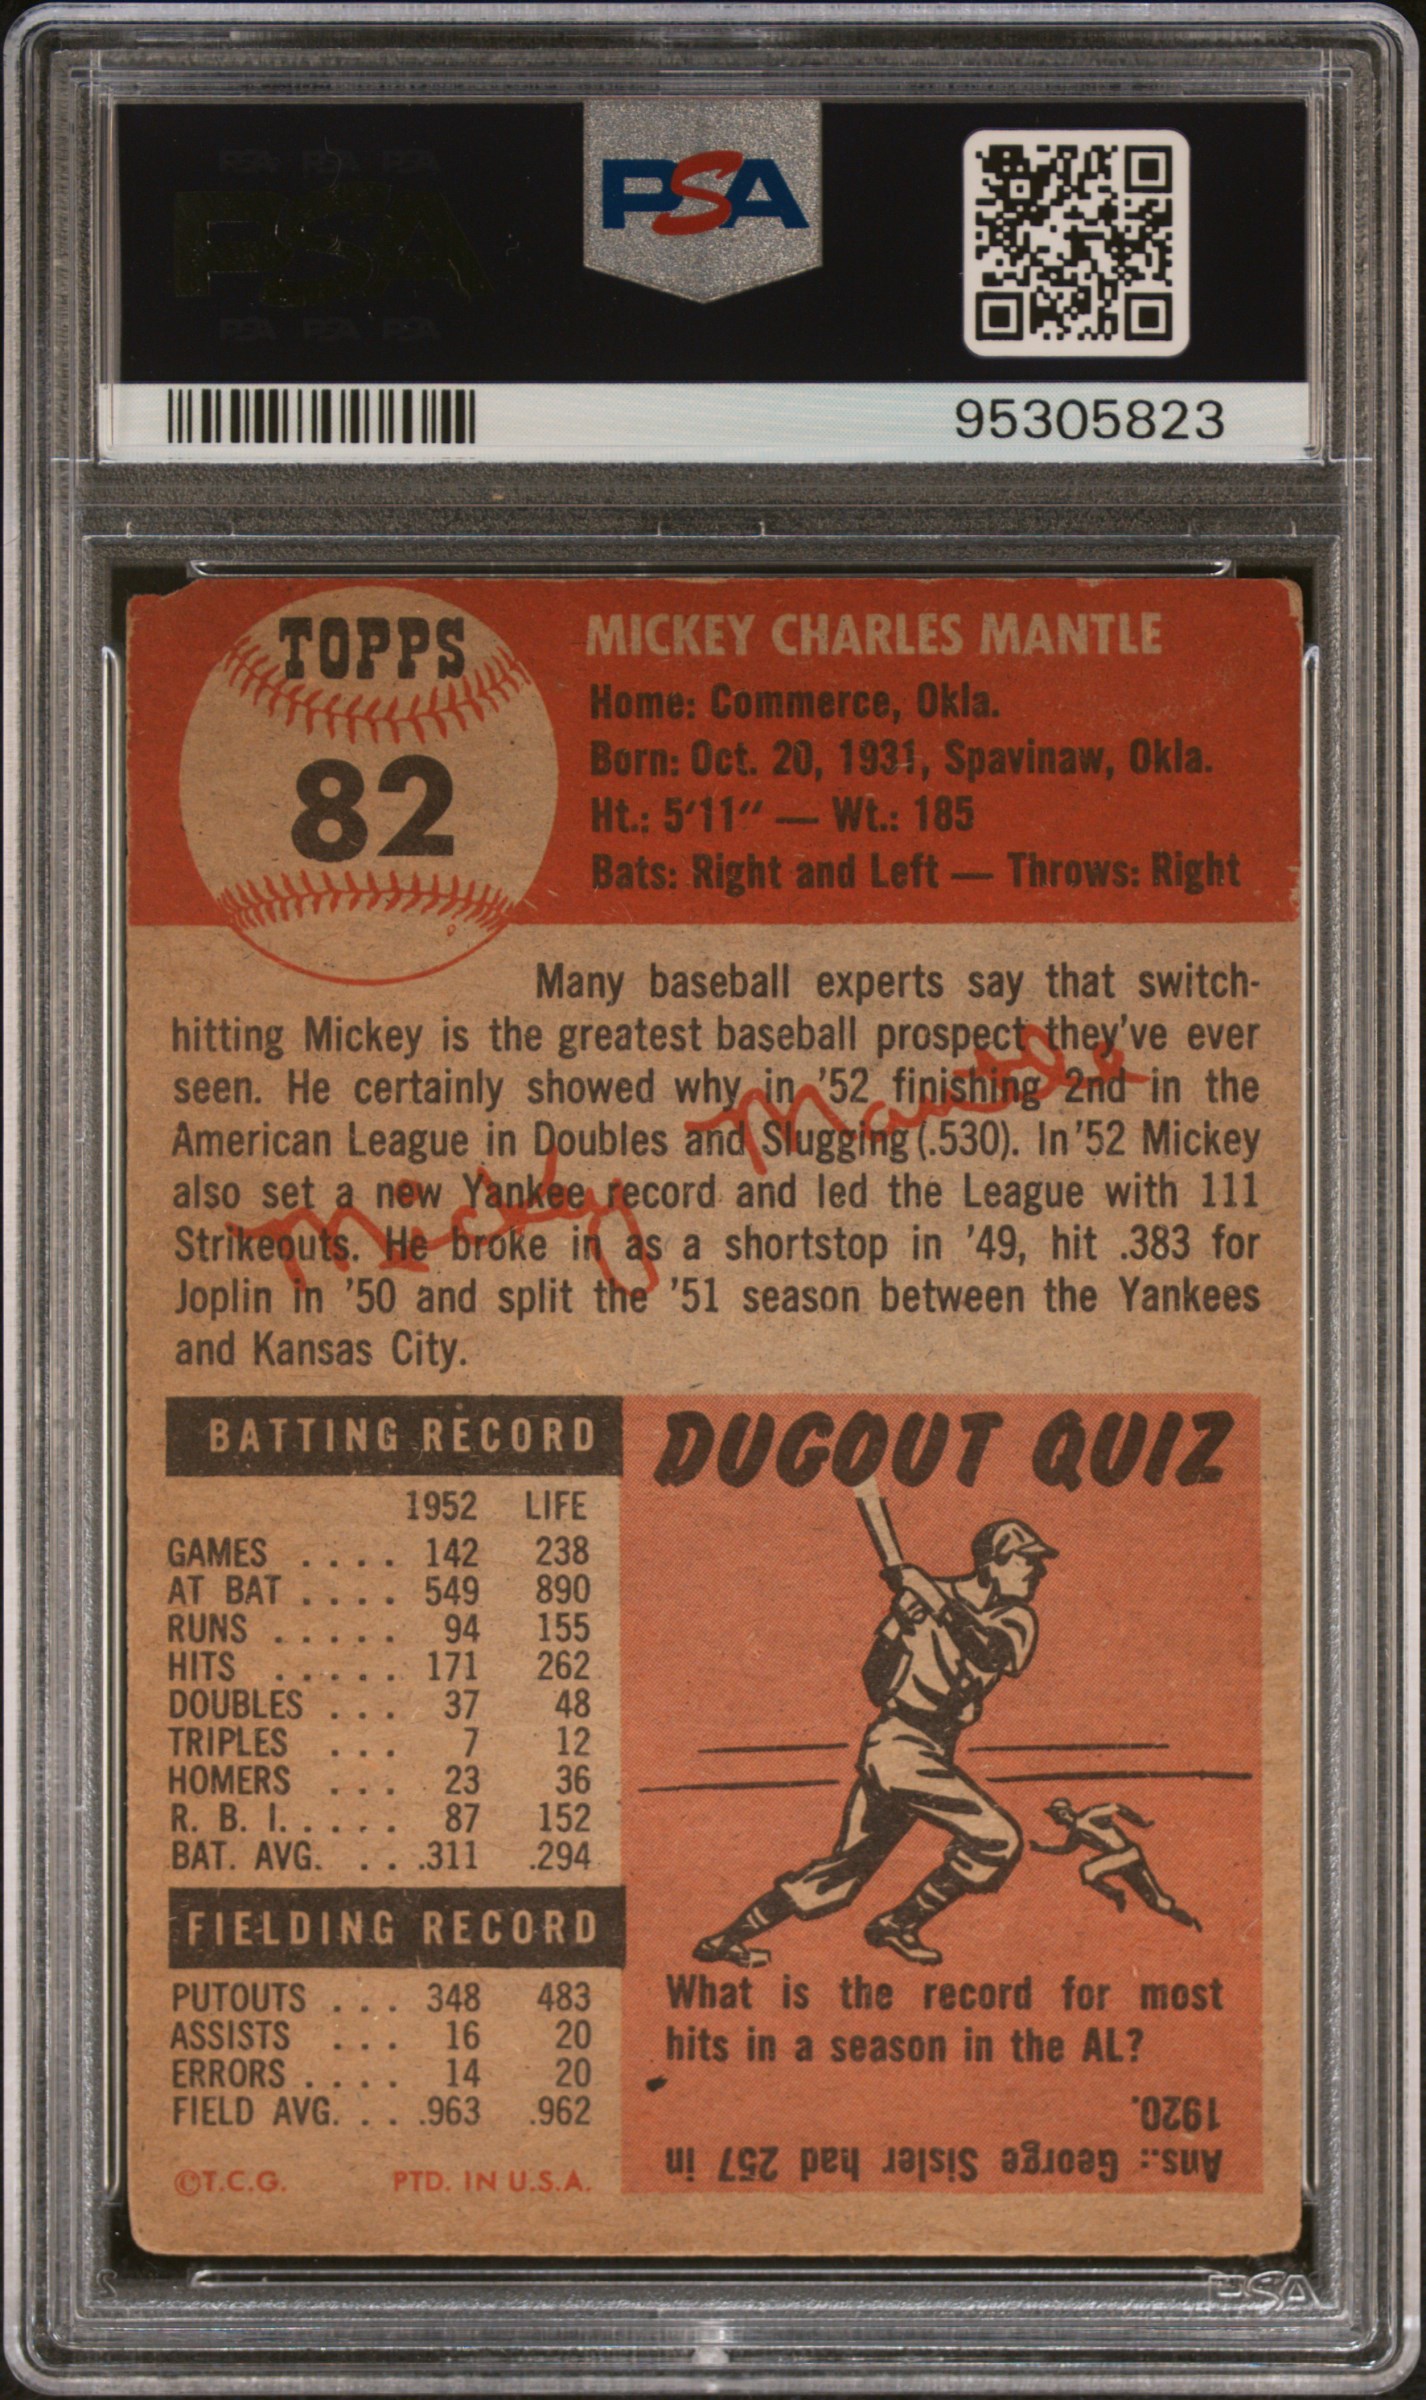 PSA PSA PSA
PSA
PSA PSA PSA
PSA
95305823
TOPPS
82
MICKEY CHARLES MANTLE
Home: Commerce, Okla.
Born: Oct. 20, 1931, Spavinaw, Okla.
Ht.: 5'11" — Wt.: 185
Bats: Right and Left — Throws: Right
Many baseball experts say that switch-
hitting Mickey is the greatest baseball prospect they've ever
seen. He certainly showed why in '52 finishing 2nd in the
American League in Doubles and Slugging (.530). In '52 Mickey
also set a new Yankee record and led the League with 111
Strikeouts. He broke in as a shortstop in '49, hit .383 for
Joplin in '50 and split the '51 season between the Yankees
and Kansas City.
Mickey Mantle
BATTING RECORD
1952 LIFE
GAMES . . . . 142 238
AT BAT . . . . 549 890
RUNS . . . . . 94 155
HITS . . . . . 171 262
DOUBLES . . . 37 48
TRIPLES . . . 7 12
HOMERS . . . 23 36
R. B. I. . . . . 87 152
BAT. AVG. . . . .311 .294
FIELDING RECORD
PUTOUTS . . . 348 483
ASSISTS . . . 16 20
ERRORS . . . . 14 20
FIELD AVG. . . . .963 .962
©T.C.G. PTD. IN U.S.A.
DUGOUT QUIZ
What is the record for most
hits in a season in the AL?
Ans.: George Sisler had 257 in
1920.
PSA